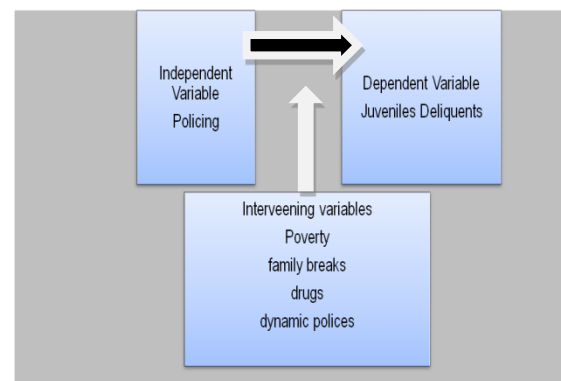 Independent
Variable
Policing
Dependent Variable
Juveniles Deliquents
Interveening variables
Poverty
family breaks
drugs
dynamic polices